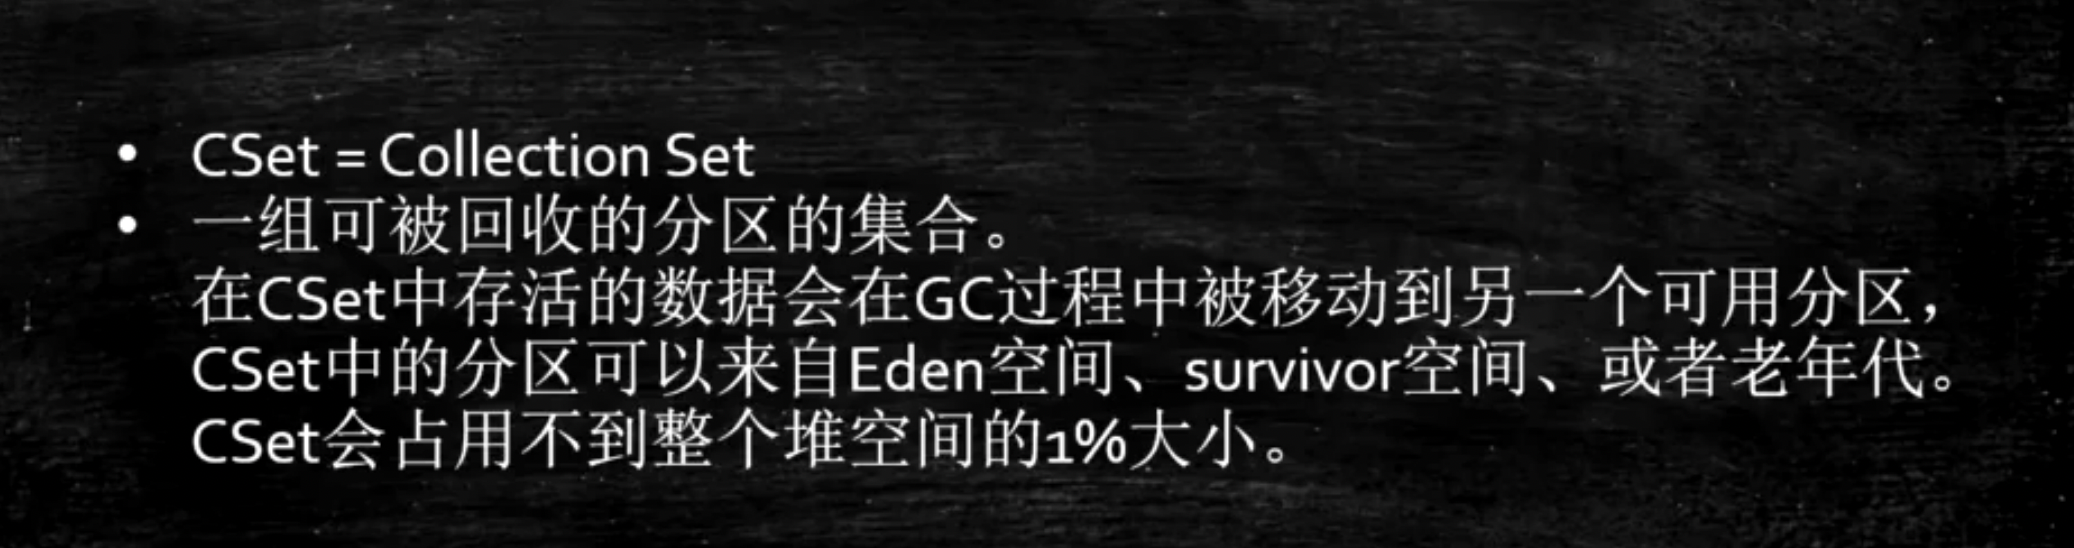 • CSet = Collection Set
• 一组可被回收的分区的集合。
在CSet中存活的数据会在GC过程中被移动到另一个可用分区，
CSet中的分区可以来自Eden空间、survivor空间、或者老年代。
CSet会占用不到整个堆空间的1%大小。